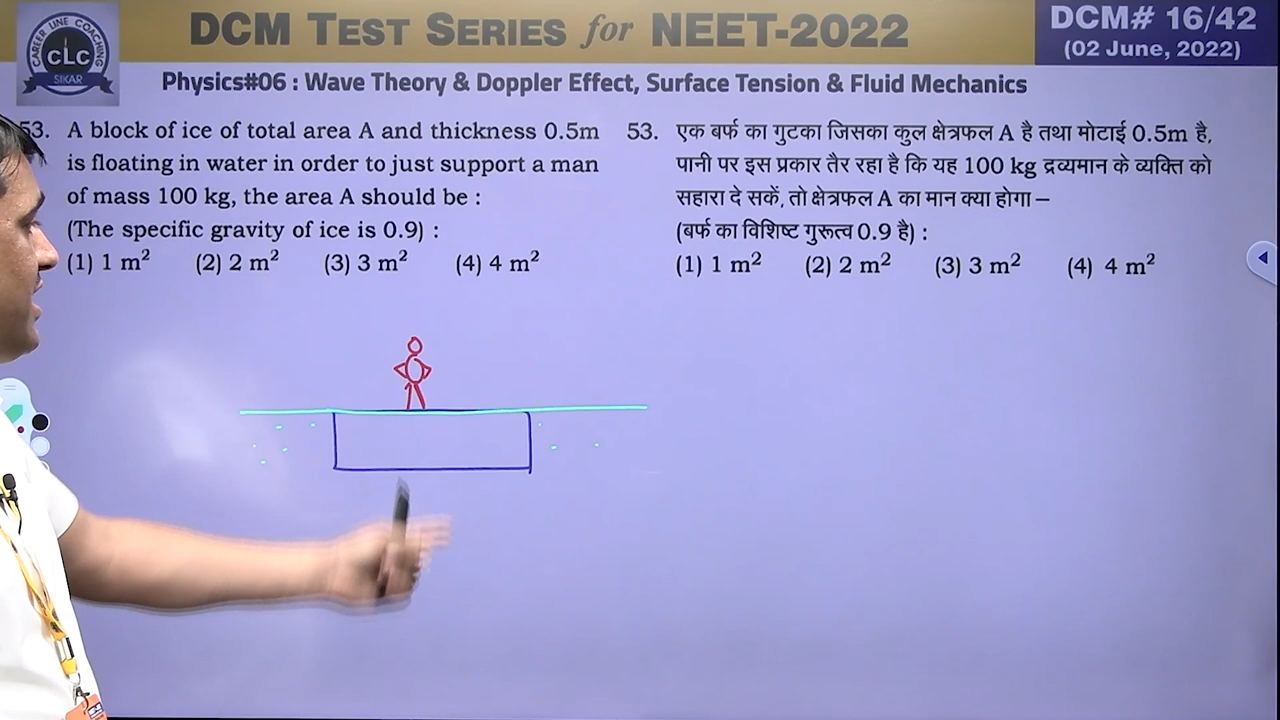 DCM TEST SERIES for NEET-2022
DCM# 16/42
(02 June, 2022)
CAREER LINE COACHING
CLC
SIKAR
Physics#06 : Wave Theory & Doppler Effect, Surface Tension & Fluid Mechanics
53. A block of ice of total area A and thickness 0.5m
is floating in water in order to just support a man
of mass 100 kg, the area A should be :
(The specific gravity of ice is 0.9) :
(1) 1 m² (2) 2 m² (3) 3 m² (4) 4 m²
53. एक बर्फ का गुटका जिसका कुल क्षेत्रफल A है तथा मोटाई 0.5m है,
पानी पर इस प्रकार तैर रहा है कि यह 100 kg द्रव्यमान के व्यक्ति को
सहारा दे सकें, तो क्षेत्रफल A का मान क्या होगा –
(बर्फ का विशिष्ट गुरूत्व 0.9 है) :
(1) 1 m² (2) 2 m² (3) 3 m² (4) 4 m²